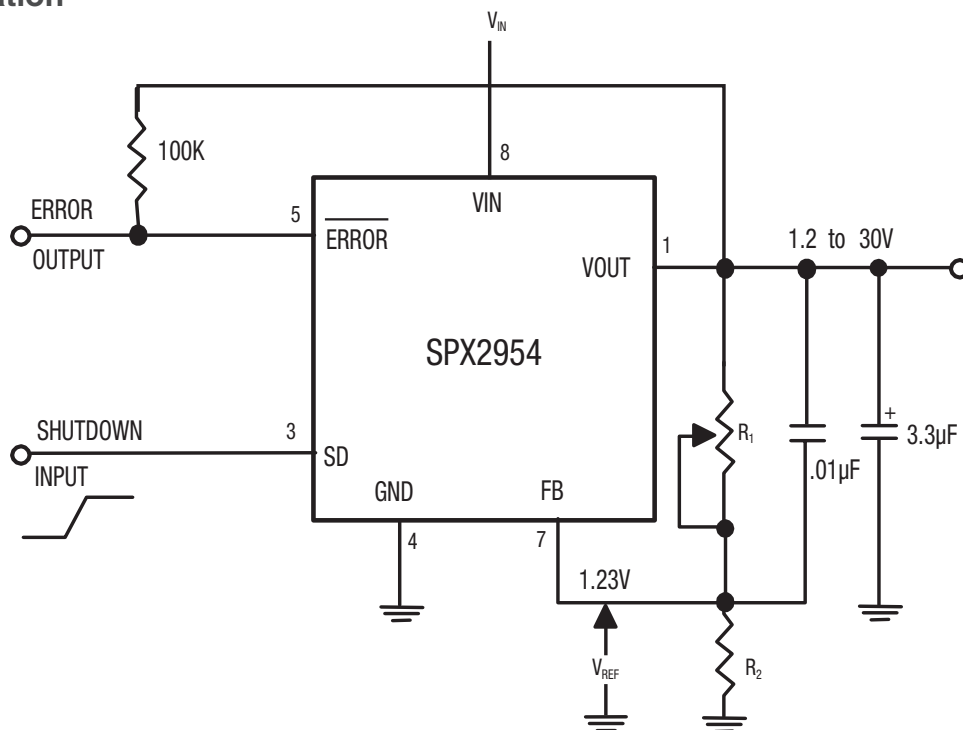 V_IN
100K
8
VIN
ERROR
OUTPUT
5
ERROR
1
1.2 to 30V
VOUT
SPX2954
SHUTDOWN
INPUT
3
SD
R₁
.01µF
+
3.3µF
GND
FB
4
7
1.23V
V_REF
R₂